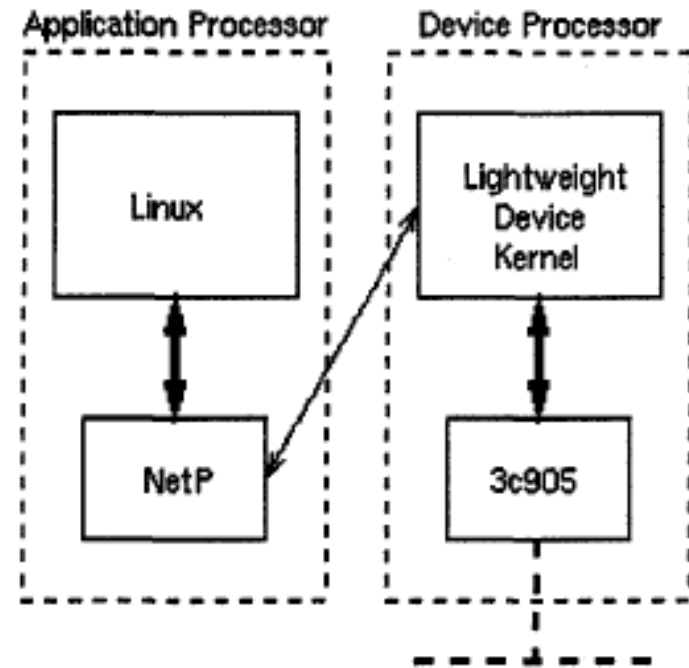 Application Processor
Device Processor
Linux
Lightweight
Device
Kernel
NetP
3c905